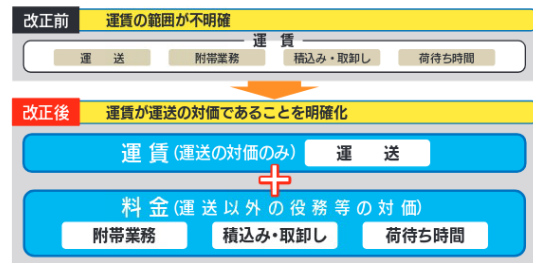 改正前 運賃の範囲が不明確
運 賃
運 送 附帯業務 積込み・取卸し 荷待ち時間
改正後 運賃が運送の対価であることを明確化
運 賃(運送の対価のみ) 運 送
+
料 金(運 送 以 外 の 役 務 等 の 対 価)
附帯業務 積込み・取卸し 荷待ち時間